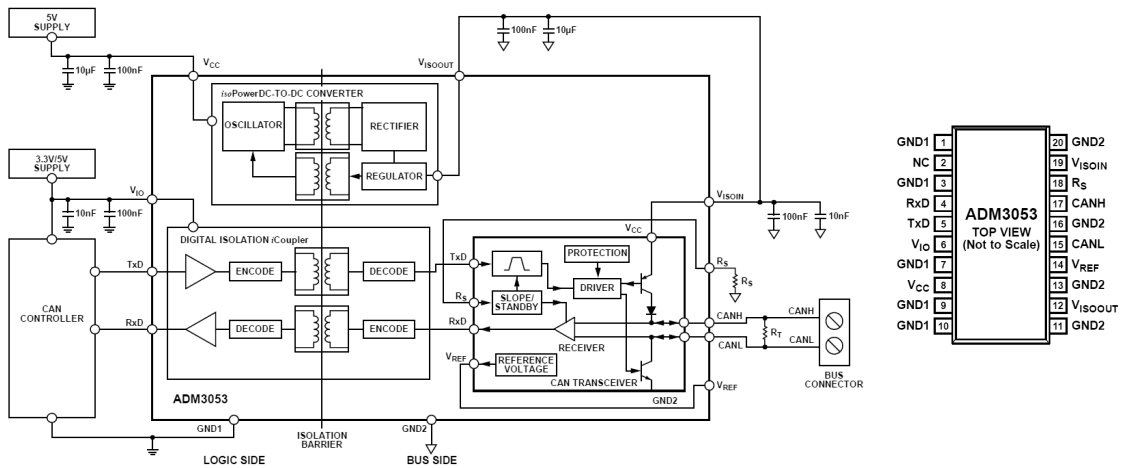 5V
SUPPLY
10µF
100nF
VCC
100nF
10µF
VISOOUT
isoPower DC-TO-DC CONVERTER
OSCILLATOR
RECTIFIER
REGULATOR
3.3V/5V
SUPPLY
VIO
10nF
100nF
VISOIN
100nF
10nF
DIGITAL ISOLATION iCoupler
VCC
PROTECTION
TxD
ENCODE
DECODE
TxD
DRIVER
RS
RS
CAN
CONTROLLER
RS
SLOPE/
STANDBY
RxD
DECODE
ENCODE
RxD
RECEIVER
CANH
CANH
RT
CANL
CANL
VREF
REFERENCE
VOLTAGE
CAN TRANSCEIVER
BUS
CONNECTOR
VREF
GND2
ADM3053
GND1
ISOLATION
BARRIER
GND2
LOGIC SIDE
BUS SIDE
GND1 1
NC 2
GND1 3
RxD 4
TxD 5
VIO 6
GND1 7
VCC 8
GND1 9
GND1 10
ADM3053
TOP VIEW
(Not to Scale)
20 GND2
19 VISOIN
18 RS
17 CANH
16 GND2
15 CANL
14 VREF
13 GND2
12 VISOOUT
11 GND2